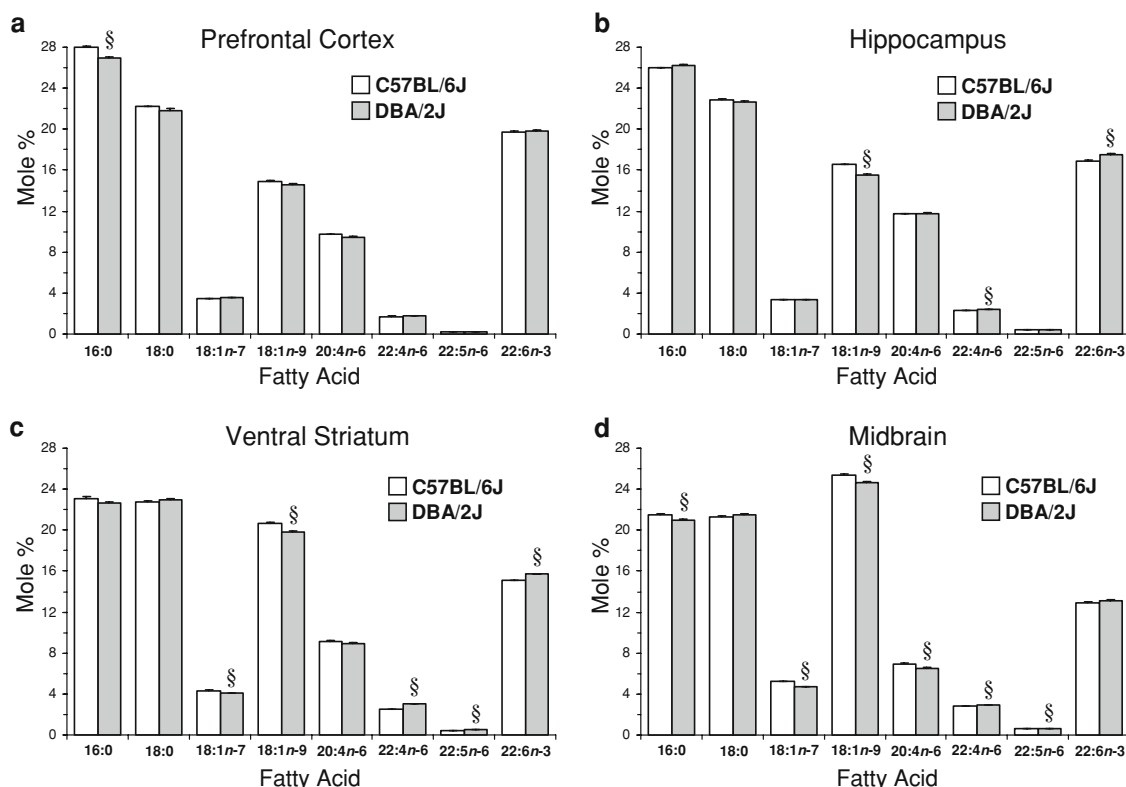 a
Prefrontal Cortex
§
C57BL/6J
DBA/2J
Mole %
28
24
20
16
12
8
4
0
16:0 18:0 18:1n-7 18:1n-9 20:4n-6 22:4n-6 22:5n-6 22:6n-3
Fatty Acid
b
Hippocampus
C57BL/6J
DBA/2J
§ § §
Mole %
28
24
20
16
12
8
4
0
16:0 18:0 18:1n-7 18:1n-9 20:4n-6 22:4n-6 22:5n-6 22:6n-3
Fatty Acid
c
Ventral Striatum
C57BL/6J
DBA/2J
§ § § § §
Mole %
28
24
20
16
12
8
4
0
16:0 18:0 18:1n-7 18:1n-9 20:4n-6 22:4n-6 22:5n-6 22:6n-3
Fatty Acid
d
Midbrain
C57BL/6J
DBA/2J
§ § § § § §
Mole %
28
24
20
16
12
8
4
0
16:0 18:0 18:1n-7 18:1n-9 20:4n-6 22:4n-6 22:5n-6 22:6n-3
Fatty Acid